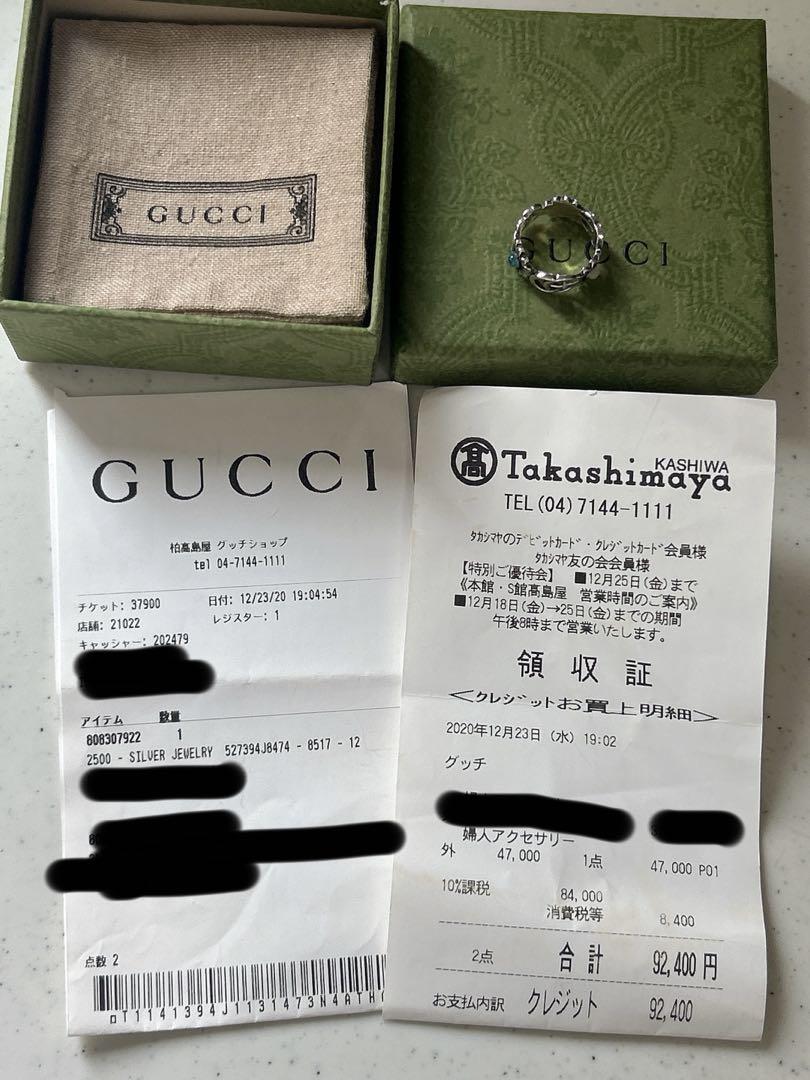 GUCCI
GUCCI
GUCCI
柏高島屋 グッチショップ
tel 04-7144-1111
チケット: 37900 日付: 12/23/20 19:04:54
店舗: 21022 レジスター: 1
キャッシャー: 202479
アイテム 数量
808307922 1
2500 - SILVER JEWELRY 527394J8474 - 8517 - 12
点数 2
T1141394J1131473N4ATH
髙 Takashimaya
KASHIWA
TEL (04) 7144-1111
タカシマヤのデビットカード・クレジットカード会員様
タカシマヤ友の会会員様
【特別ご優待会】 ■12月25日(金)まで
《本館・S館髙島屋 営業時間のご案内》
■12月18日(金)→25日(金)までの期間
午後8時まで営業いたします。
領収証
<クレジットお買上明細>
2020年12月23日 (水) 19:02
グッチ
婦人アクセサリー
外 47,000 1点 47,000 P01
10%課税 84,000
消費税等 8,400
2点 合計 92,400円
お支払内訳 クレジット 92,400